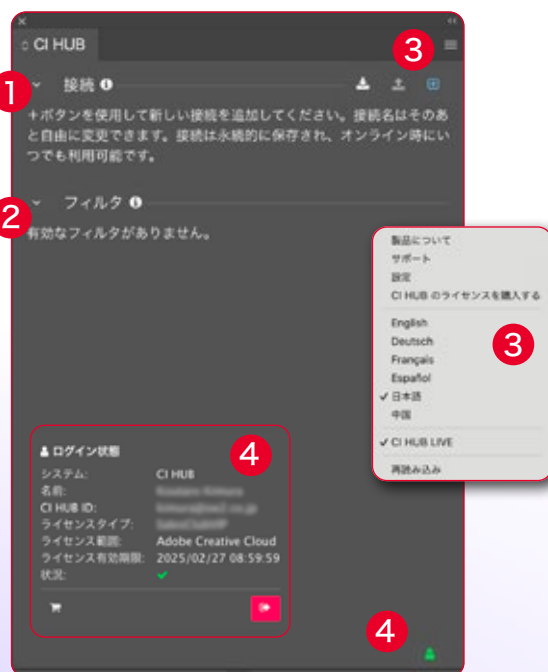 CI HUB
3
1
接続
+ボタンを使用して新しい接続を追加してください。接続名はそのあ
と自由に変更できます。接続は永続的に保存され、オンライン時にい
つでも利用可能です。
2
フィルタ
有効なフィルタがありません。
製品について
サポート
設定
CI HUB のライセンスを購入する
English
Deutsch
Français
Español
日本語
中国
CI HUB LIVE
再読み込み
3
ログイン状態
4
システム: CI HUB
名前:
CI HUB ID:
ライセンスタイプ:
ライセンス範囲: Adobe Creative Cloud
ライセンス有効期限: 2025/02/27 08:59:59
状況:
4